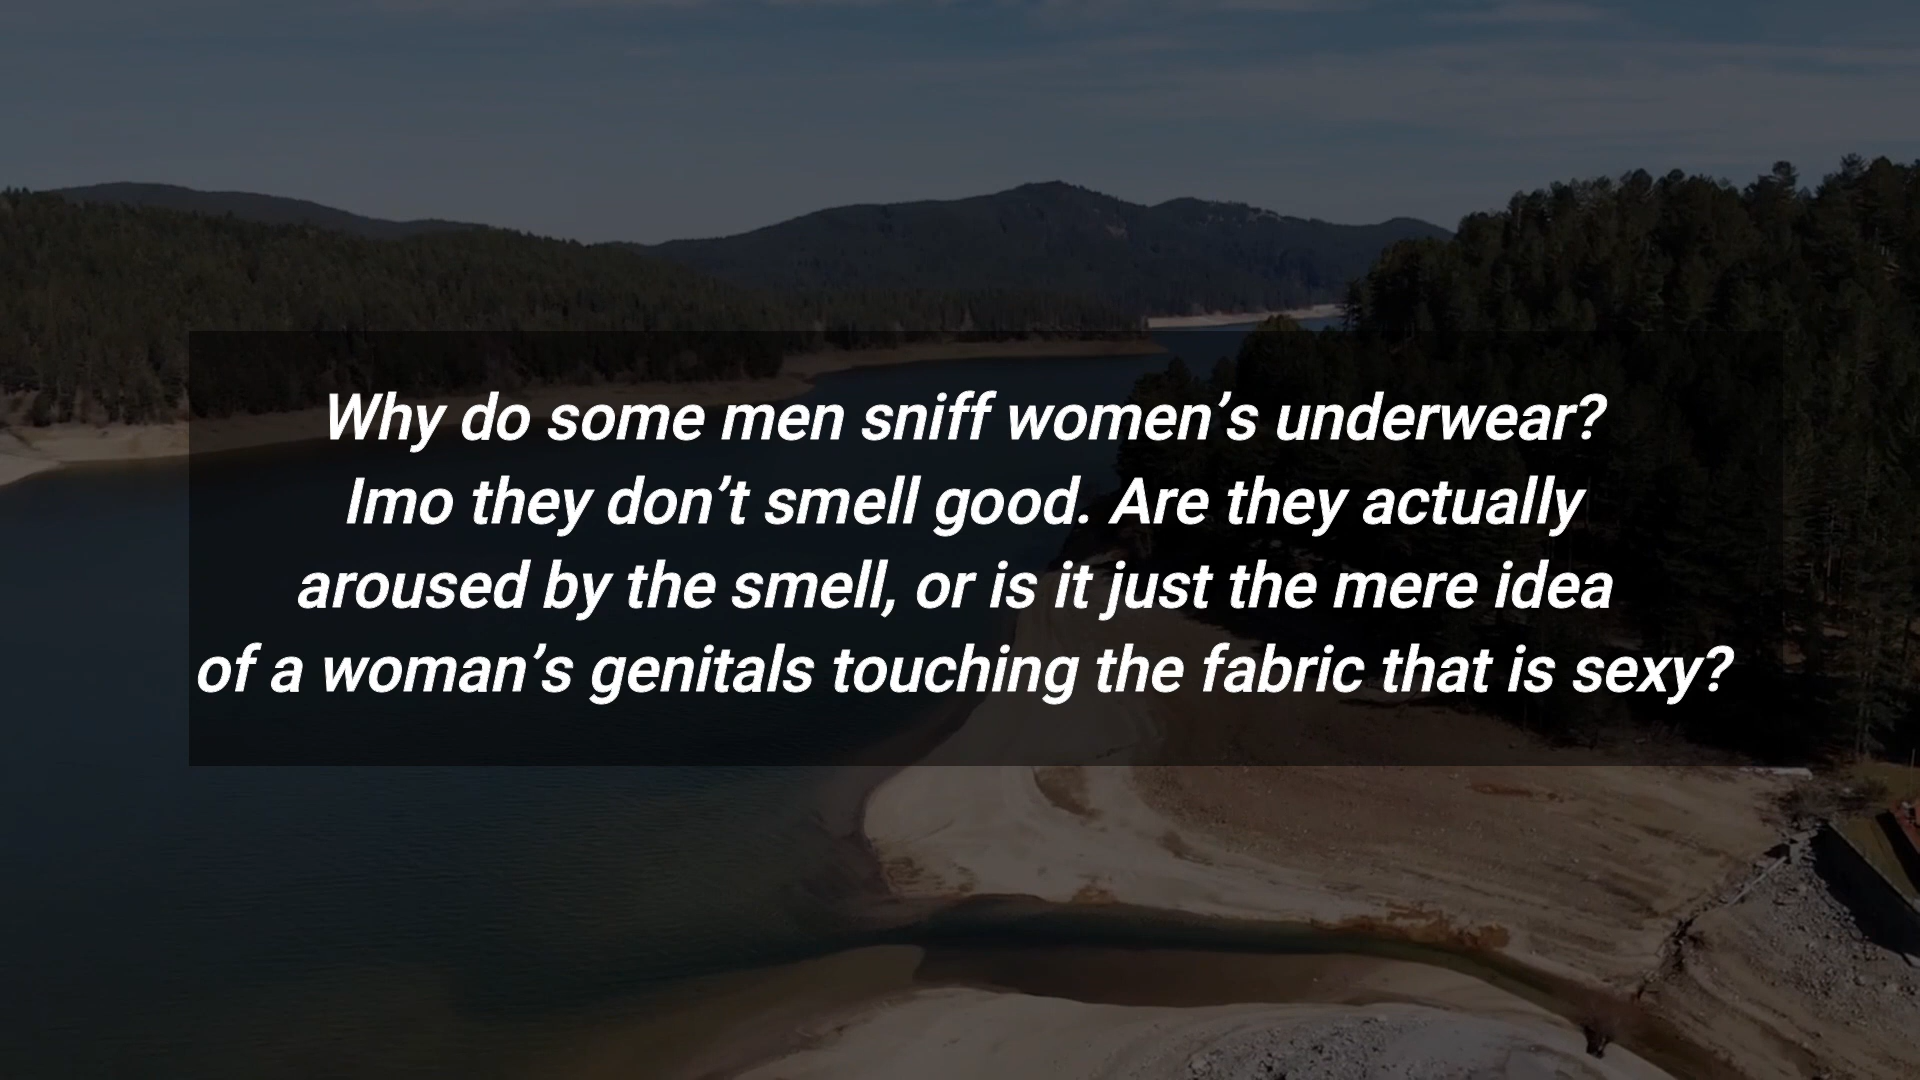 Why do some men sniff women’s underwear?
Imo they don’t smell good. Are they actually
aroused by the smell, or is it just the mere idea
of a woman’s genitals touching the fabric that is sexy?